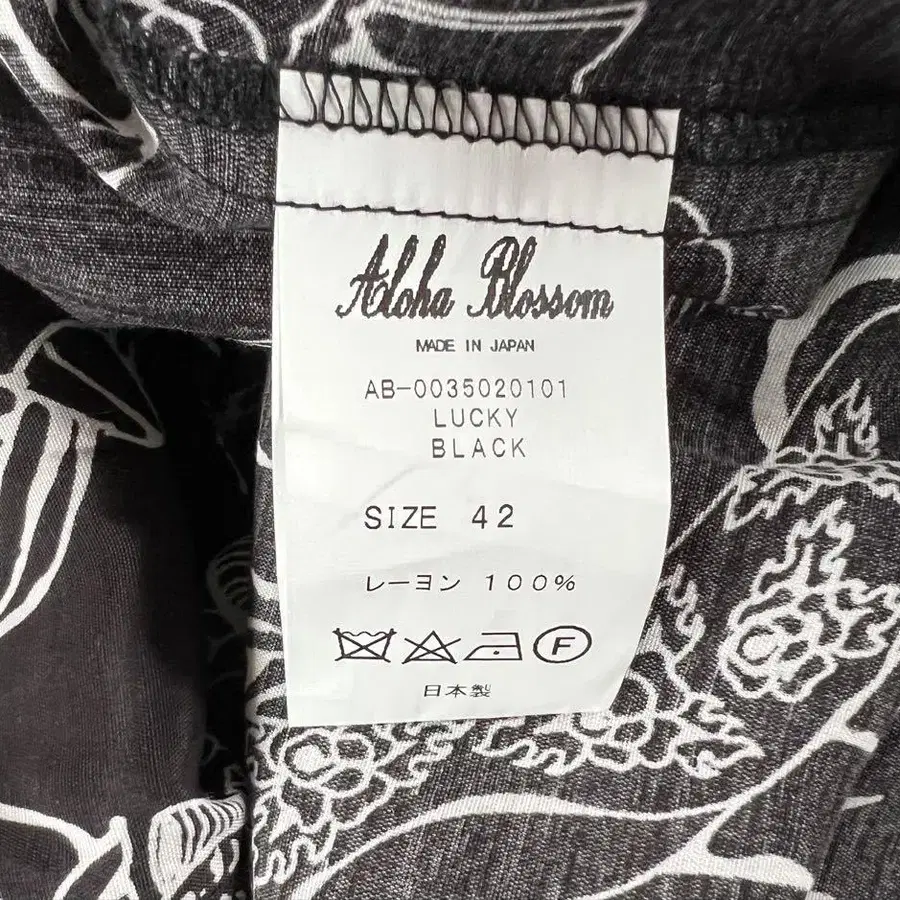 Aloha Blossom
MADE IN JAPAN
AB-0035020101
LUCKY
BLACK
SIZE 42
レーヨン 100%
F
日本製